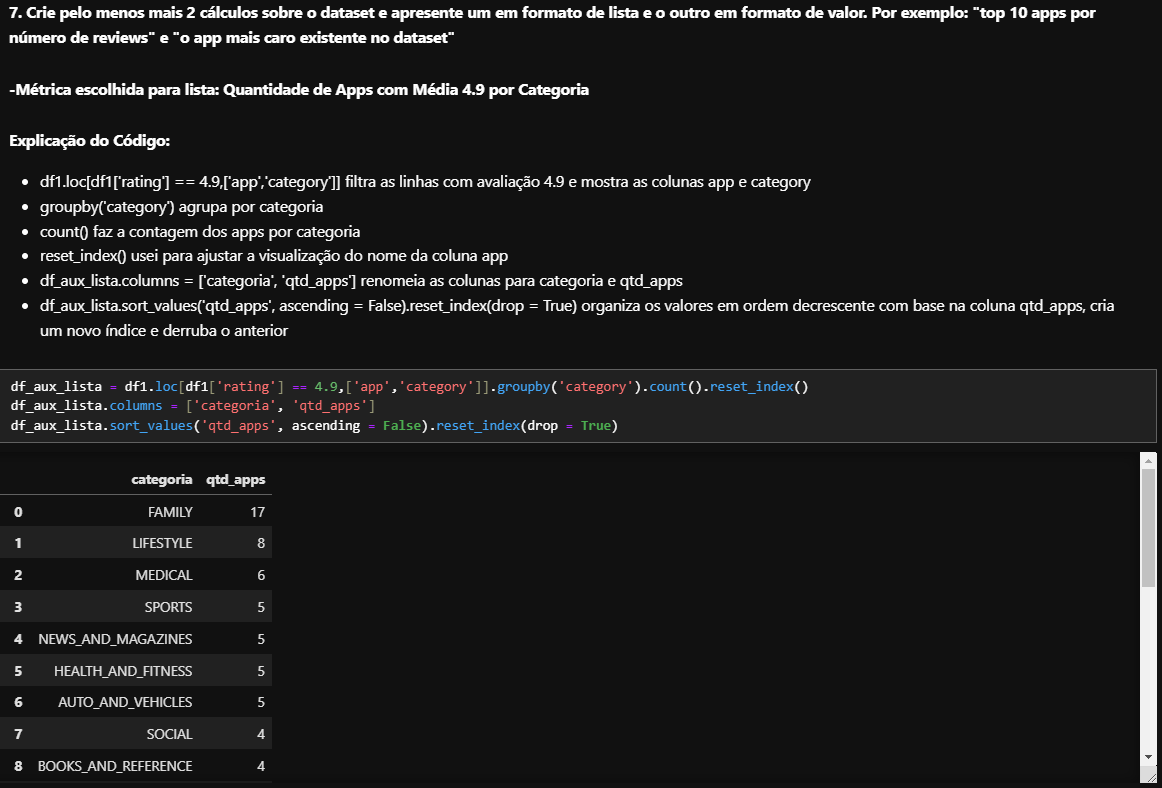 7. Crie pelo menos mais 2 cálculos sobre o dataset e apresente um em formato de lista e o outro em formato de valor. Por exemplo: "top 10 apps por
número de reviews" e "o app mais caro existente no dataset"
-Métrica escolhida para lista: Quantidade de Apps com Média 4.9 por Categoria
Explicação do Código:
• df1.loc[df1['rating'] == 4.9,['app','category']] filtra as linhas com avaliação 4.9 e mostra as colunas app e category
• groupby('category') agrupa por categoria
• count() faz a contagem dos apps por categoria
• reset_index() usei para ajustar a visualização do nome da coluna app
• df_aux_lista.columns = ['categoria', 'qtd_apps'] renomeia as colunas para categoria e qtd_apps
• df_aux_lista.sort_values('qtd_apps', ascending = False).reset_index(drop = True) organiza os valores em ordem decrescente com base na coluna qtd_apps, cria
um novo índice e derruba o anterior
df_aux_lista = df1.loc[df1['rating'] == 4.9,['app','category']].groupby('category').count().reset_index()
df_aux_lista.columns = ['categoria', 'qtd_apps']
df_aux_lista.sort_values('qtd_apps', ascending = False).reset_index(drop = True)
categoria qtd_apps
0 FAMILY 17
1 LIFESTYLE 8
2 MEDICAL 6
3 SPORTS 5
4 NEWS_AND_MAGAZINES 5
5 HEALTH_AND_FITNESS 5
6 AUTO_AND_VEHICLES 5
7 SOCIAL 4
8 BOOKS_AND_REFERENCE 4